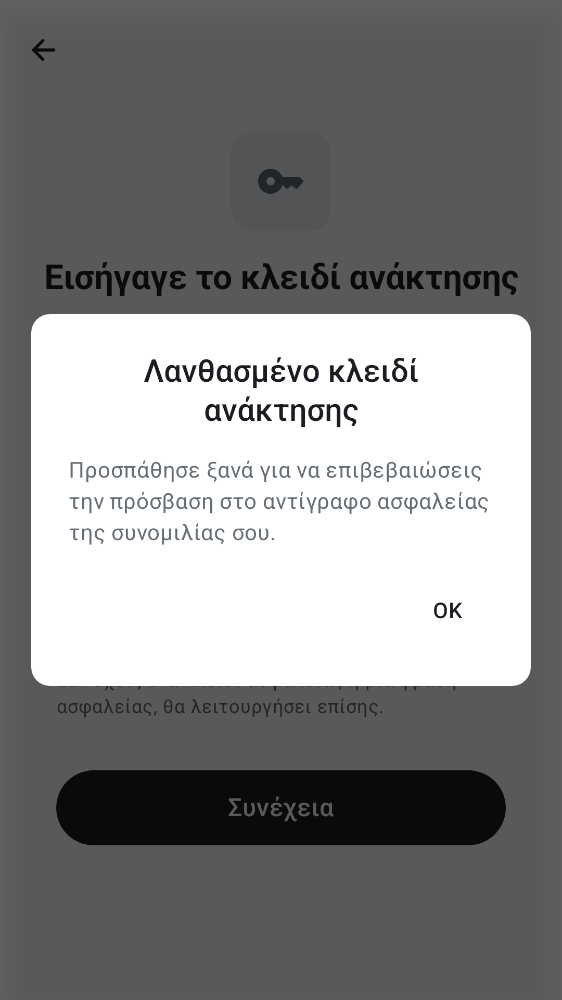 Εισήγαγε το κλειδί ανάκτησης
Λανθασμένο κλειδί
ανάκτησης
Προσπάθησε ξανά για να επιβεβαιώσεις
την πρόσβαση στο αντίγραφο ασφαλείας
της συνομιλίας σου.
OK
ασφαλείας, θα λειτουργήσει επίσης.
Συνέχεια